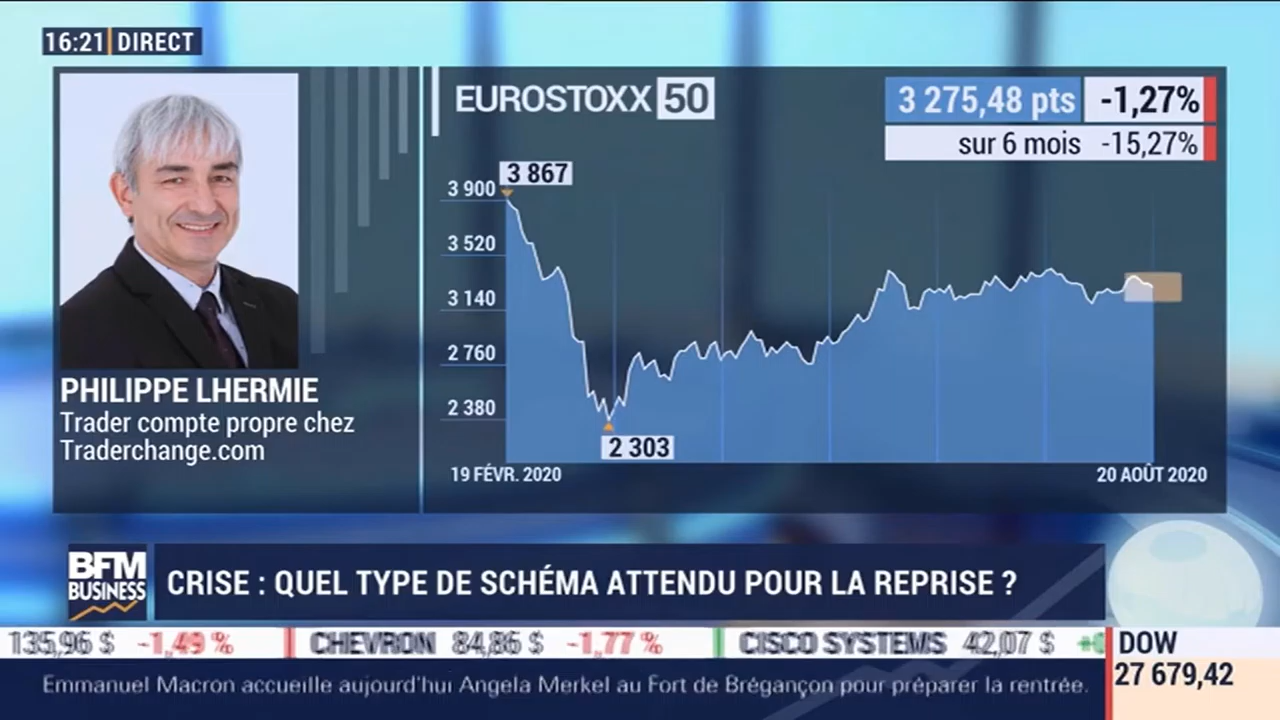 16:21 DIRECT
EUROSTOXX 50
3 275,48 pts -1,27%
sur 6 mois -15,27%
3 867
3 900
3 520
3 140
2 760
2 380
2 303
19 FÉVR. 2020
20 AOÛT 2020
PHILIPPE LHERMIE
Trader compte propre chez
Traderchange.com
BFM
BUSINESS
CRISE : QUEL TYPE DE SCHÉMA ATTENDU POUR LA REPRISE ?
135,96 $ -1,49 % CHEVRON 84,86 $ -1,77 % CISCO SYSTEMS 42,07 $
DOW
27 679,42
Emmanuel Macron accueille aujourd'hui Angela Merkel au Fort de Brégançon pour préparer la rentrée.